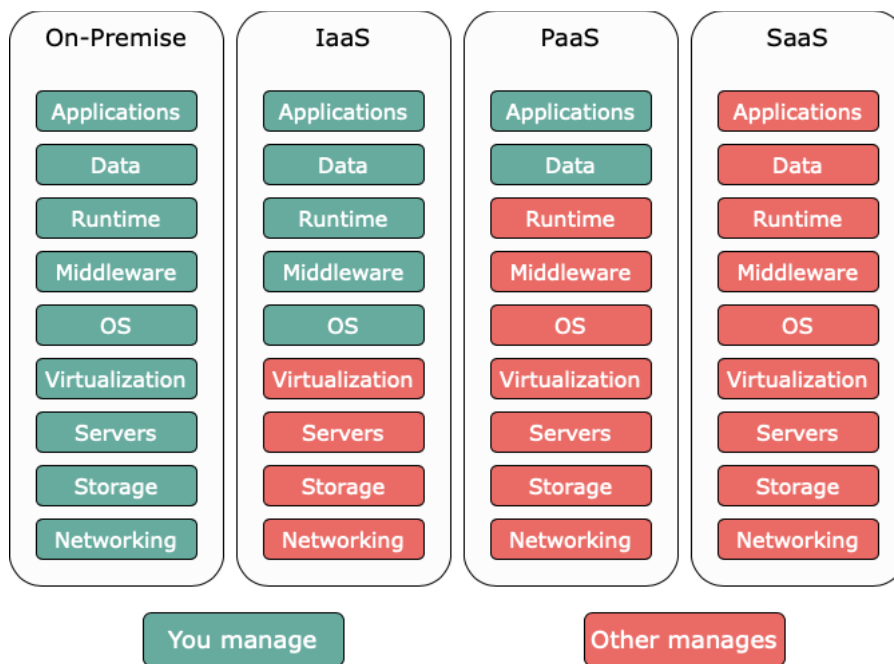 On-Premise
Applications
Data
Runtime
Middleware
OS
Virtualization
Servers
Storage
Networking
IaaS
Applications
Data
Runtime
Middleware
OS
Virtualization
Servers
Storage
Networking
PaaS
Applications
Data
Runtime
Middleware
OS
Virtualization
Servers
Storage
Networking
SaaS
Applications
Data
Runtime
Middleware
OS
Virtualization
Servers
Storage
Networking
You manage
Other manages